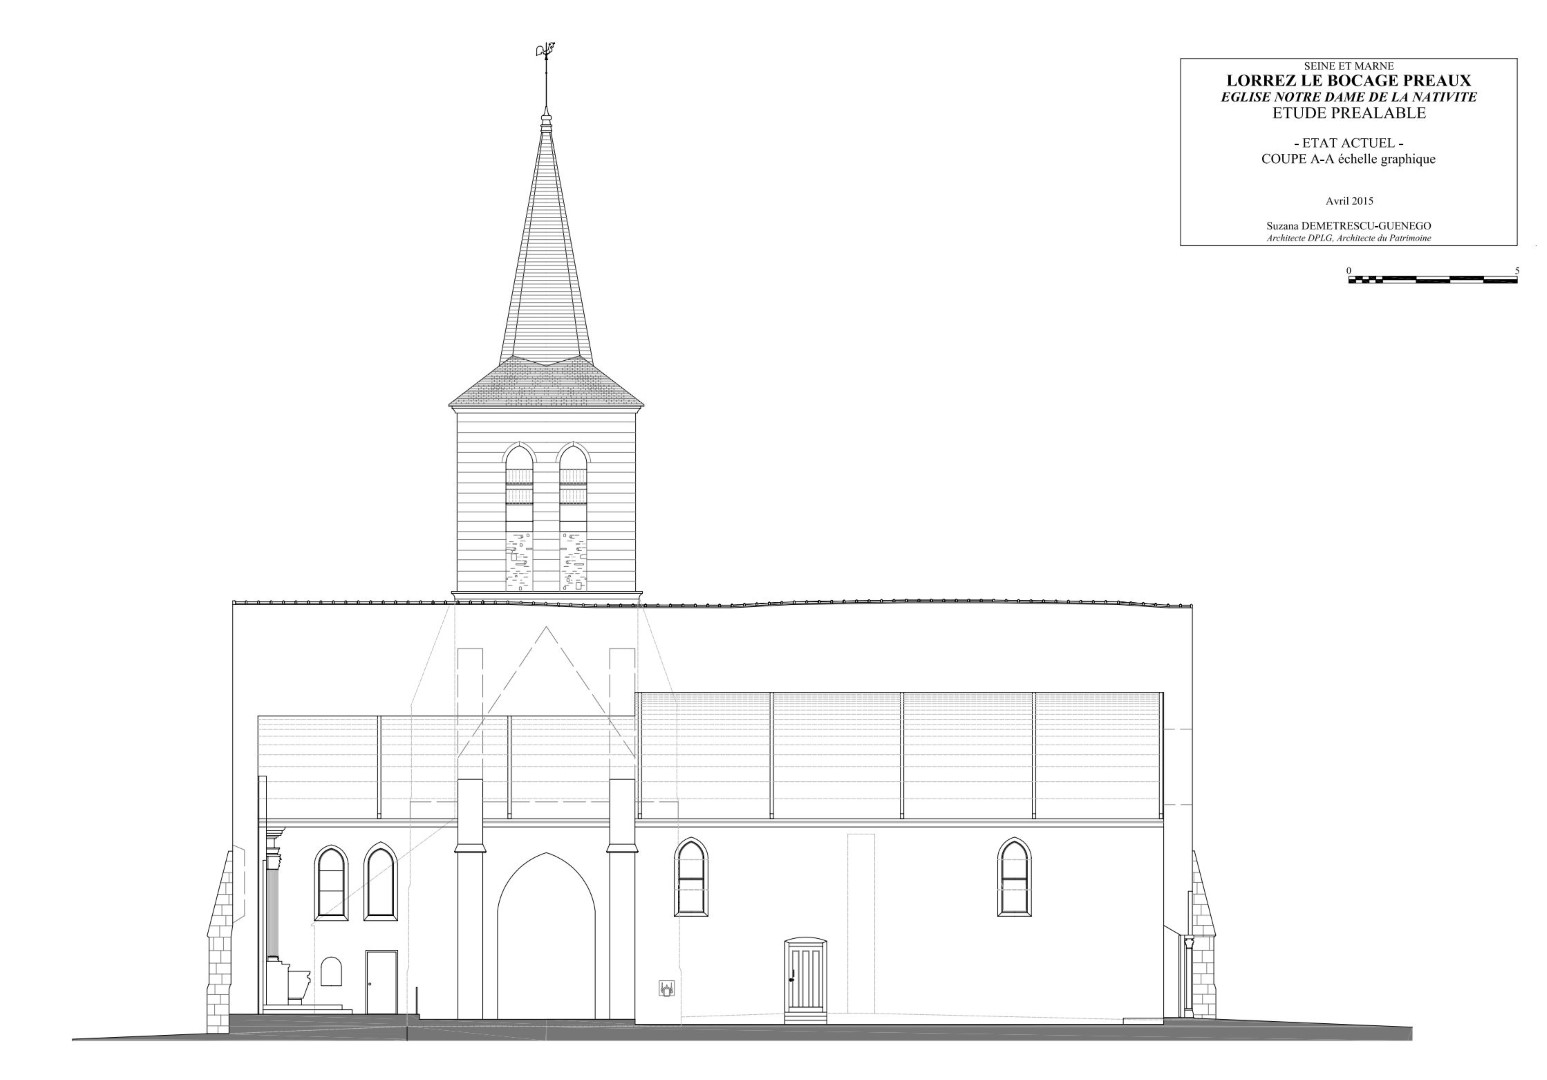 SEINE ET MARNE
LORREZ LE BOCAGE PREAUX
EGLISE NOTRE DAME DE LA NATIVITE
ETUDE PREALABLE
- ETAT ACTUEL -
COUPE A-A échelle graphique
Avril 2015
Suzana DEMETRESCU-GUENEGO
Architecte DPLG, Architecte du Patrimoine
0 5